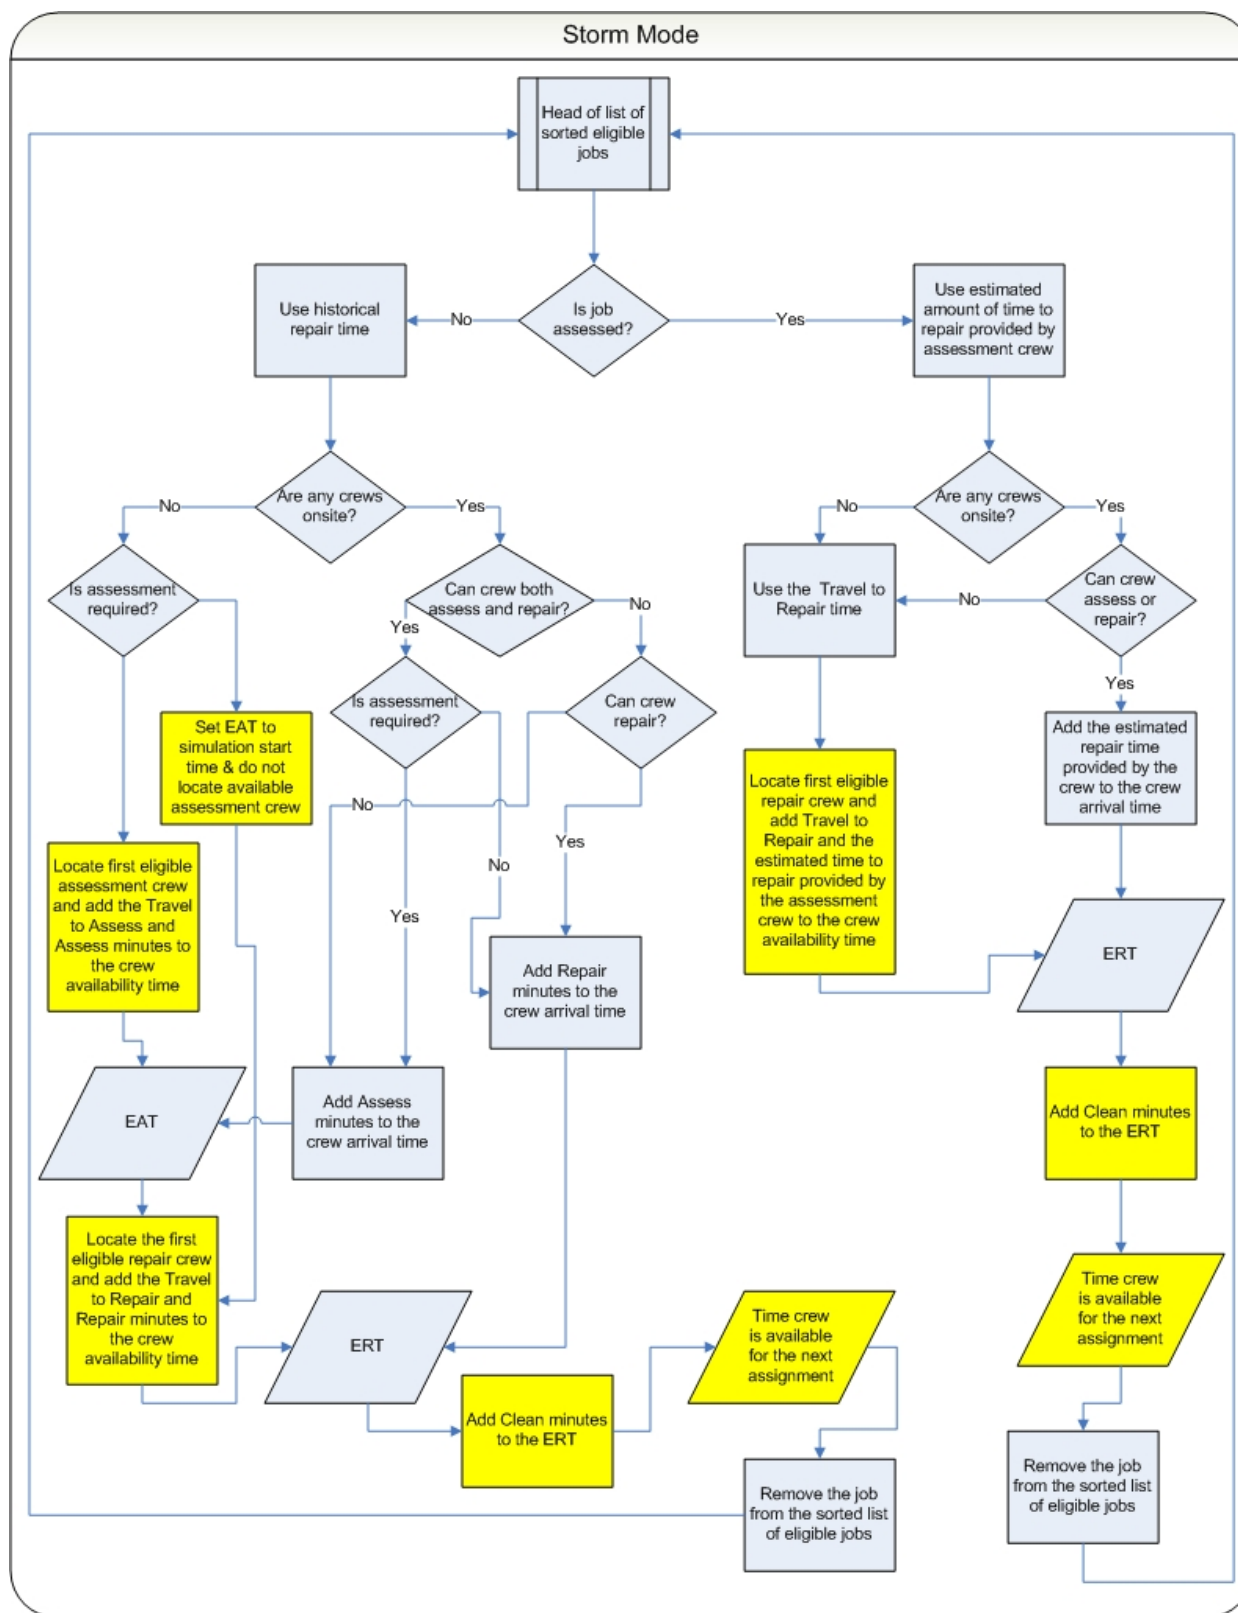 Storm Mode
Head of list of
sorted eligible
jobs
Is job
assessed?
No
Yes
Use historical
repair time
Use estimated
amount of time to
repair provided by
assessment crew
Are any crews
onsite?
No
Yes
Are any crews
onsite?
No
Yes
Is assessment
required?
Can crew both
assess and repair?
Yes
No
Use the Travel to
Repair time
No
Can crew
assess or
repair?
Yes
Is assessment
required?
Can crew
repair?
Set EAT to
simulation start
time & do not
locate available
assessment crew
No
Yes
No
Yes
Locate first eligible
repair crew and
add Travel to
Repair and the
estimated time to
repair provided by
the assessment
crew to the crew
availability time
Add the estimated
repair time
provided by the
crew to the crew
arrival time
Locate first eligible
assessment crew
and add the Travel
to Assess and
Assess minutes to
the crew
availability time
Add Repair
minutes to the
crew arrival time
ERT
EAT
Add Assess
minutes to the
crew arrival time
Add Clean minutes
to the ERT
Locate the first
eligible repair crew
and add the Travel
to Repair and
Repair minutes to
the crew
availability time
ERT
Add Clean minutes
to the ERT
Time crew
is available
for the next
assignment
Time crew
is available
for the next
assignment
Remove the job
from the sorted list
of eligible jobs
Remove the job
from the sorted list
of eligible jobs